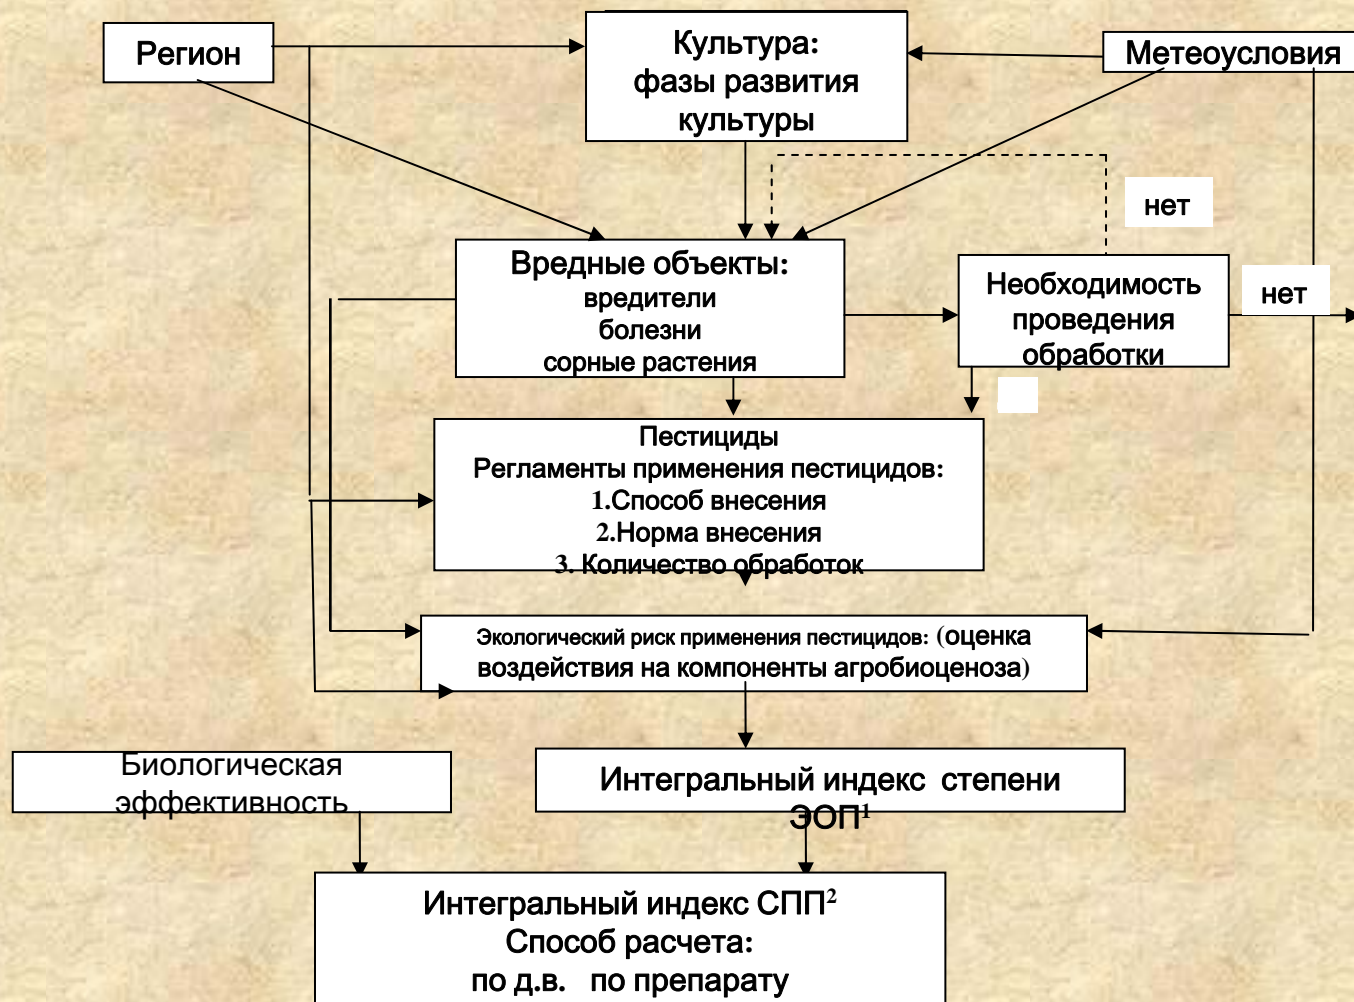 Регион
Культура:
фазы развития
культуры
Метеоусловия
нет
Вредные объекты:
вредители
болезни
сорные растения
Необходимость
проведения
обработки
нет
Пестициды
Регламенты применения пестицидов:
1.Способ внесения
2.Норма внесения
3. Количество обработок
Экологический риск применения пестицидов: (оценка
воздействия на компоненты агробиоценоза)
Биологическая
эффективность
Интегральный индекс степени
ЭОП¹
Интегральный индекс СПП²
Способ расчета:
по д.в. по препарату